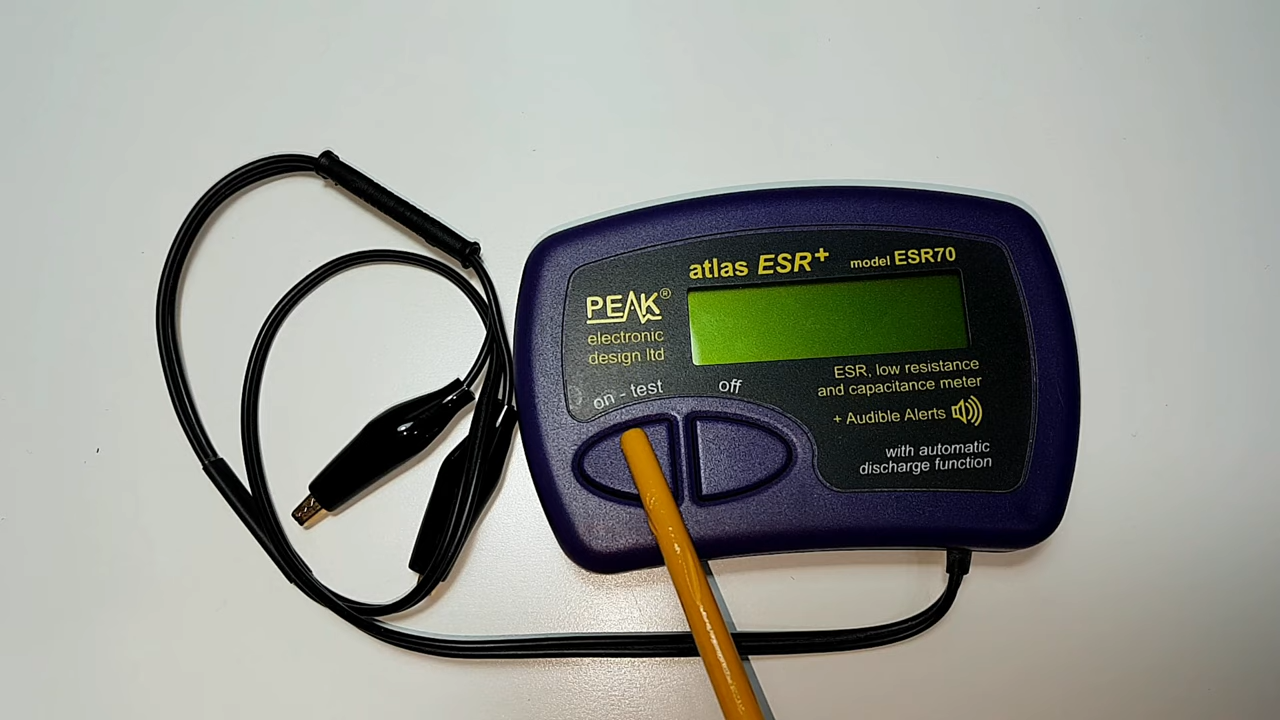 atlas ESR+
model ESR70
PEAK®
electronic
design ltd
ESR, low resistance
and capacitance meter
on - test
off
+ Audible Alerts
with automatic
discharge function